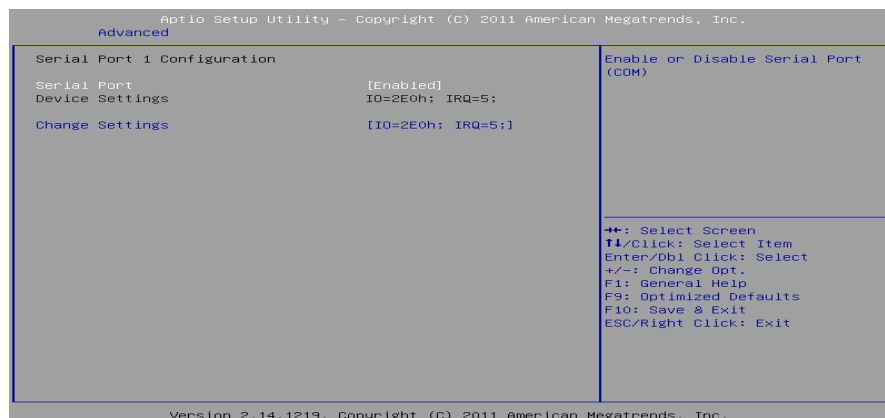 Aptio Setup Utility – Copyright (C) 2011 American Megatrends, Inc.
Advanced
Serial Port 1 Configuration
Serial Port [Enabled]
Device Settings IO=2E0h; IRQ=5;
Change Settings [IO=2E0h; IRQ=5;]
Enable or Disable Serial Port
(COM)
→←: Select Screen
↑↓/Click: Select Item
Enter/Dbl Click: Select
+/-: Change Opt.
F1: General Help
F9: Optimized Defaults
F10: Save & Exit
ESC/Right Click: Exit
Version 2.14.1219. Copyright (C) 2011 American Megatrends, Inc.